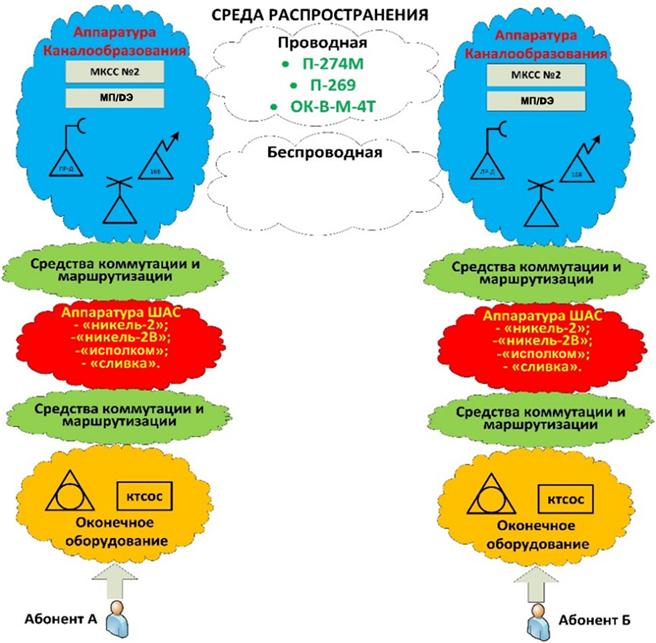 СРЕДА РАСПРОСТРАНЕНИЯ
Аппаратура
Каналообразования
МКСС №2
МП/DЭ
ПР-Д
Проводная
• П-274М
• П-269
• ОК-В-М-4Т
Беспроводная
Аппаратура
Каналообразования
МКСС №2
МП/DЭ
Средства коммутации и
маршрутизации
Аппаратура ШАС
- «никель-2»;
-«никель-2В»;
-«исполком»;
- «сливка».
Средства коммутации и
маршрутизации
ктсос
Оконечное
оборудование
Абонент А
Средства коммутации и
маршрутизации
Аппаратура ШАС
- «никель-2»;
-«никель-2В»;
-«исполком»;
- «сливка».
Средства коммутации и
маршрутизации
ктсос
Оконечное
оборудование
Абонент Б